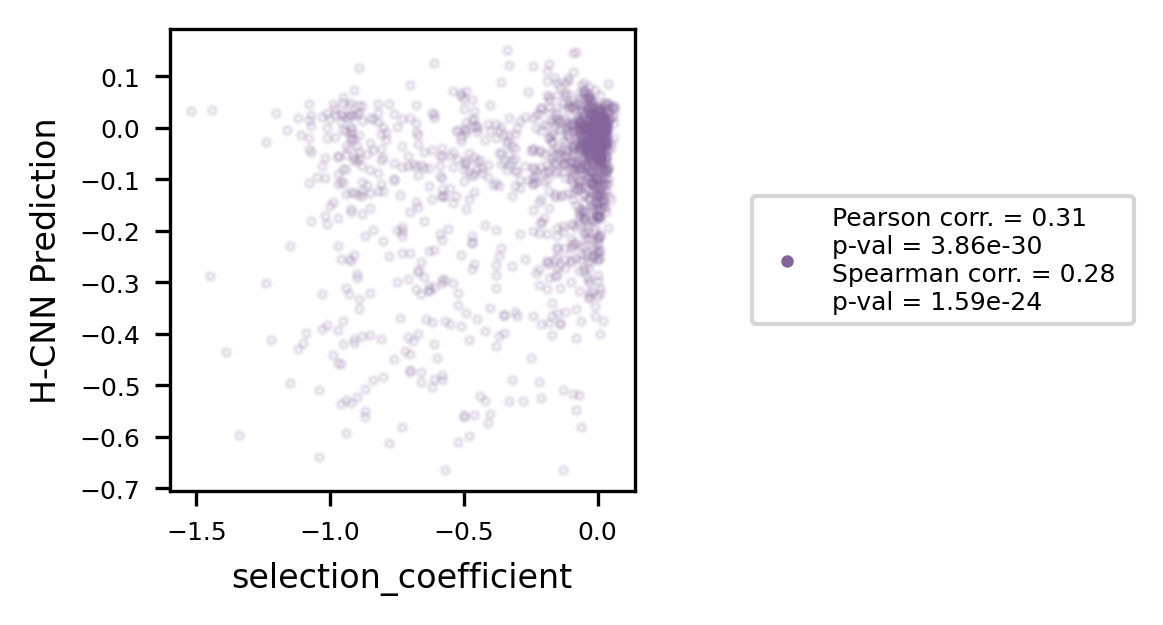 H-CNN Prediction
0.1
0.0
−0.1
−0.2
−0.3
−0.4
−0.5
−0.6
−0.7
−1.5
−1.0
−0.5
0.0
selection_coefficient
Pearson corr. = 0.31
p-val = 3.86e-30
Spearman corr. = 0.28
p-val = 1.59e-24